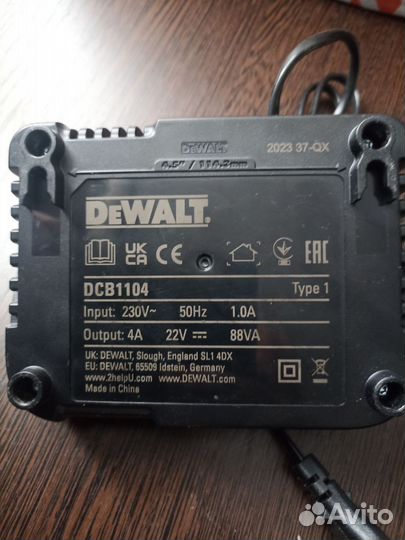 DEWALT 2023 37-QX
4.5" / 114.3mm
DEWALT®
UK CA CE EAC
DCB1104 Type 1
Input: 230V~ 50Hz 1.0A
Output: 4A 22V 88VA
UK: DEWALT, Slough, England SL1 4DX
EU: DEWALT, 65509 Idstein, Germany
www.2helpU.com www.DEWALT.com
Made in China
Avito